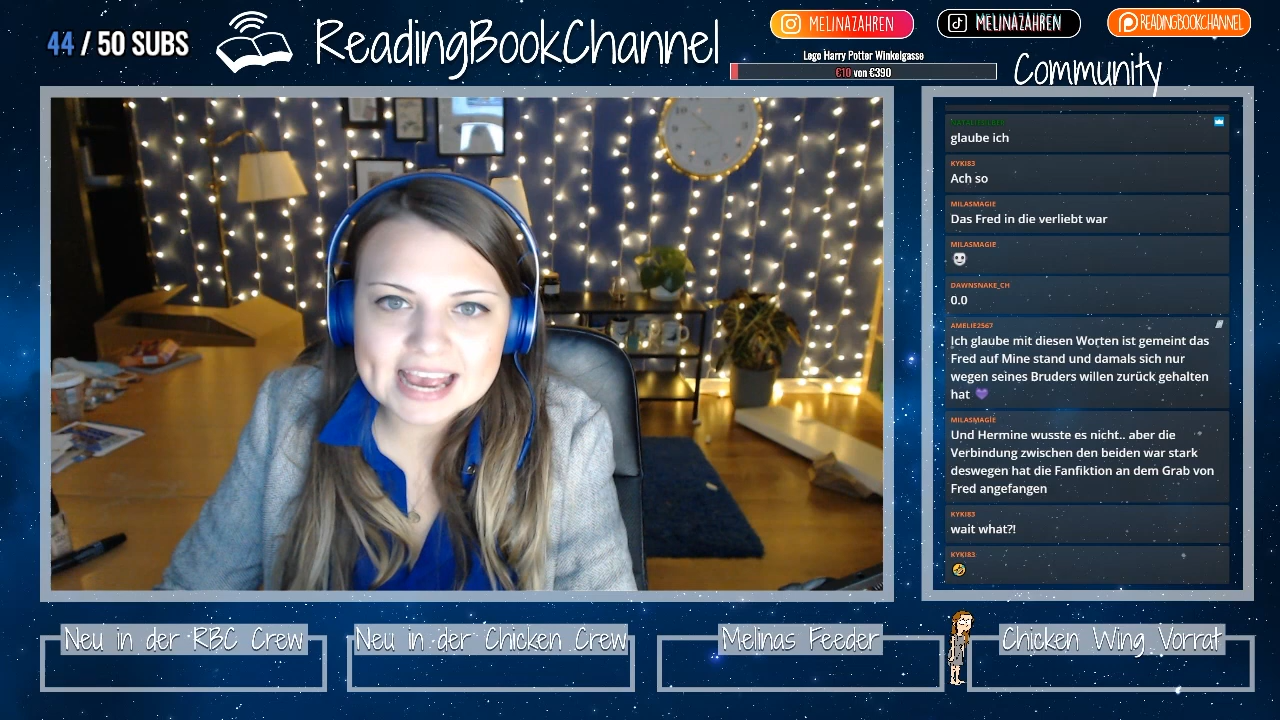 44 / 50 SUBS
ReadingBookChannel
MELINAZAHREN
MELINAZAHREN
READINGBOOKCHANNEL
Lego Harry Potter Winkelgasse
€10 von €390
Community
glaube ich
KYKI83
Ach so
MILASMAGIE
Das Fred in die verliebt war
MILASMAGIE
DAWNSNAKE_CH
0.0
AMELIE2567
Ich glaube mit diesen Worten ist gemeint das
Fred auf Mine stand und damals sich nur
wegen seines Bruders willen zurück gehalten
hat 💜
MILASMAGIE
Und Hermine wusste es nicht.. aber die
Verbindung zwischen den beiden war stark
deswegen hat die Fanfiktion an dem Grab von
Fred angefangen
KYKI83
wait what?!
KYKI83
🤣
Neu in der RBC Crew
Neu in der Chicken Crew
Melinas Feeder
Chicken Wing Vorrat